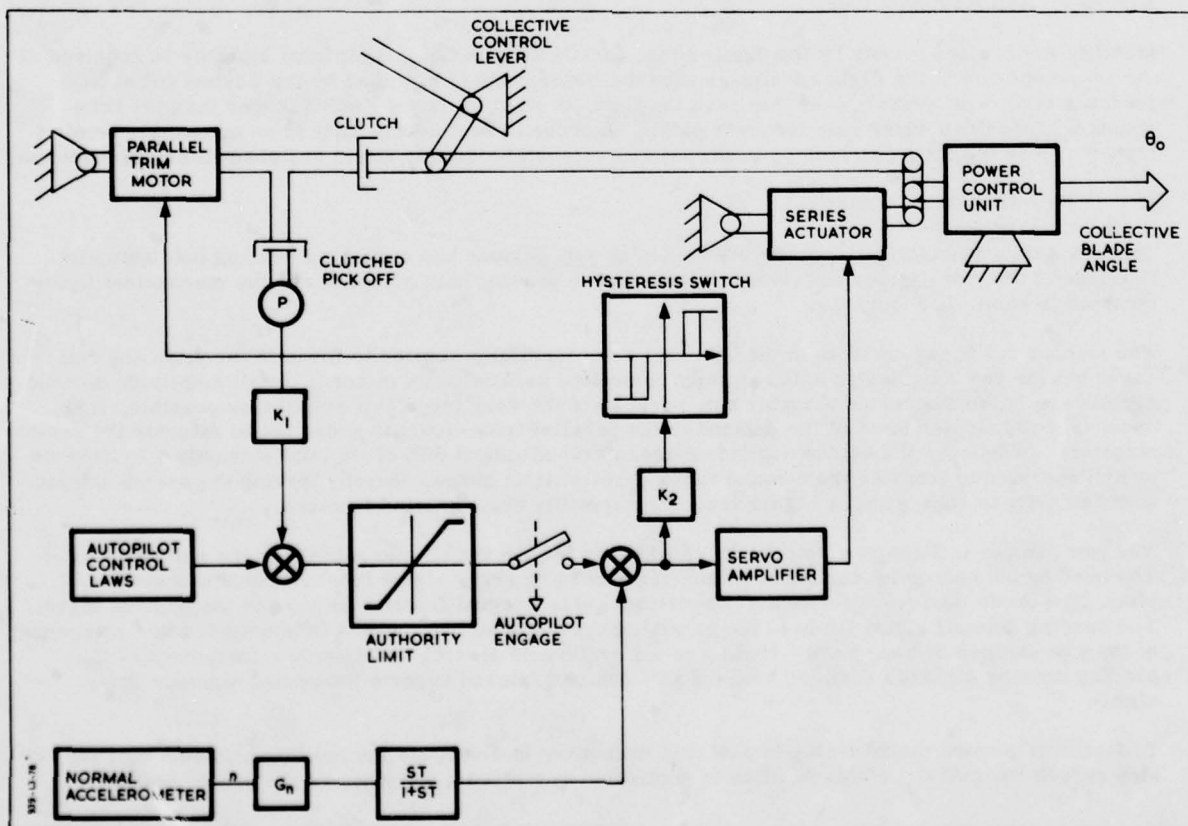 COLLECTIVE
CONTROL
LEVER
CLUTCH
PARALLEL
TRIM
MOTOR
θo
POWER
CONTROL
UNIT
SERIES
ACTUATOR
COLLECTIVE
BLADE
ANGLE
CLUTCHED
PICK OFF
P
HYSTERESIS SWITCH
K1
K2
AUTOPILOT
CONTROL
LAWS
SERVO
AMPLIFIER
AUTHORITY
LIMIT
AUTOPILOT
ENGAGE
NORMAL
ACCELEROMETER
n
Gn
ST
1+ST